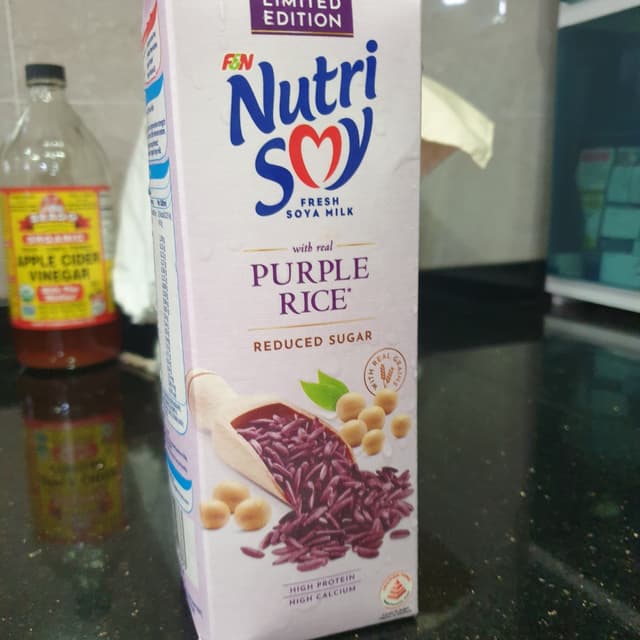 LIMITED
EDITION
F&N
Nutri
Soy
FRESH
SOYA MILK
with real
PURPLE
RICE*
REDUCED SUGAR
WITH REAL GRAINS
HIGH PROTEIN
HIGH CALCIUM
BRAGG
ORGANIC
APPLE CIDER
VINEGAR